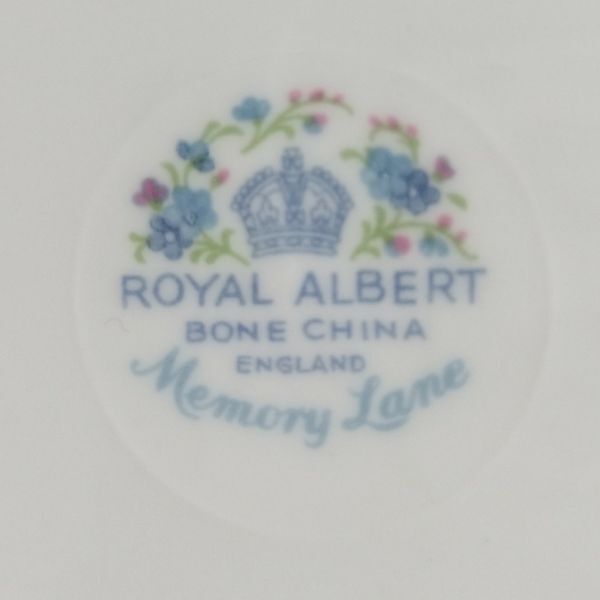 ROYAL ALBERT
BONE CHINA
ENGLAND
Memory Lane